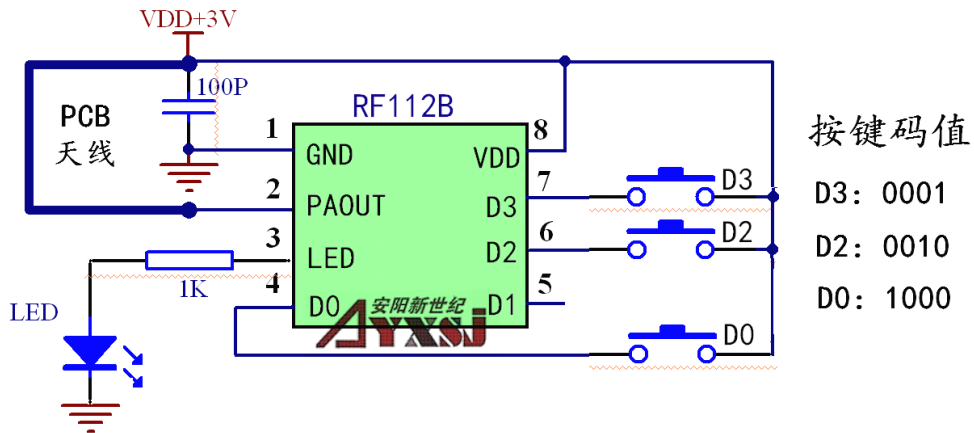 VDD+3V
100P
PCB
天线
RF112B
1
GND
2
PAOUT
3
LED
4
D0
8
VDD
7
D3
6
D2
5
D1
1K
LED
安阳新世纪
AYXSJ
D3
D2
D0
按键码值
D3: 0001
D2: 0010
D0: 1000